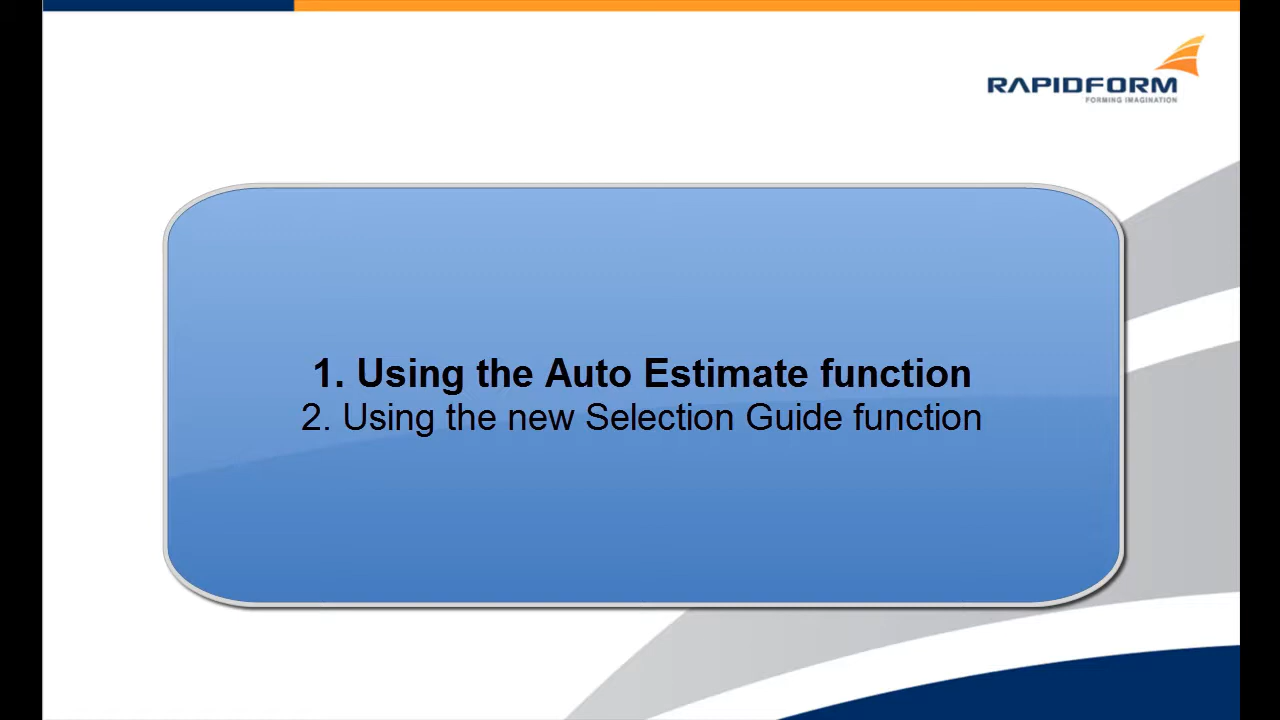 RAPIDFORM
FORMING IMAGINATION
1. Using the Auto Estimate function
2. Using the new Selection Guide function